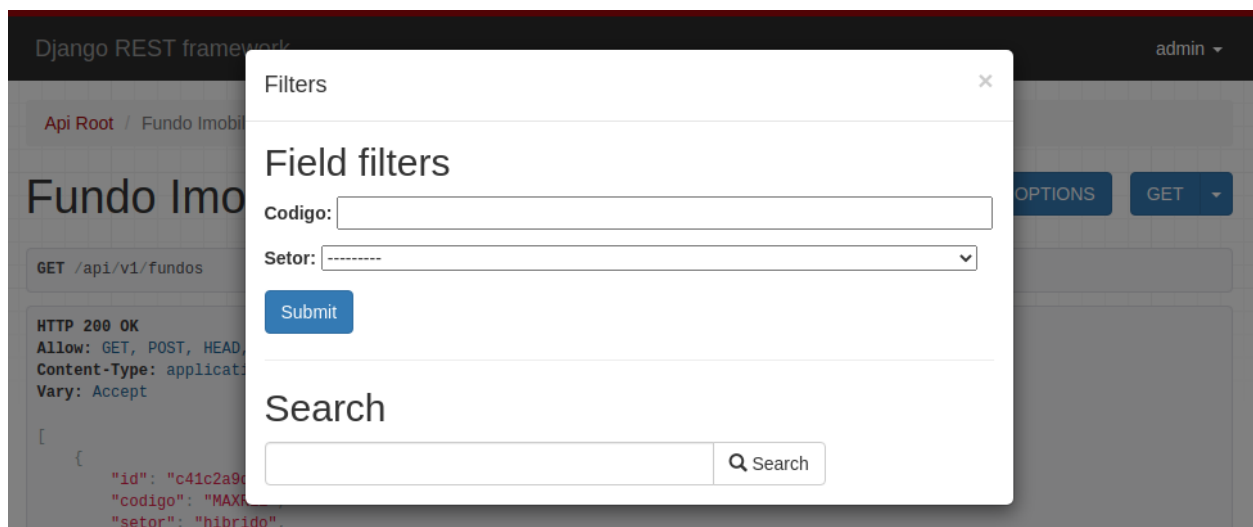 Django REST framework
admin
Filters
×
Api Root / Fundo Imobil
Field filters
Fundo Imo
OPTIONS
GET
Codigo:
Setor: ---------
GET /api/v1/fundos
Submit
HTTP 200 OK
Allow: GET, POST, HEAD,
Content-Type: applicati
Vary: Accept
Search
Search
[
{
"id": "c41c2a9
"codigo": "MAX
"setor": "hibrido",